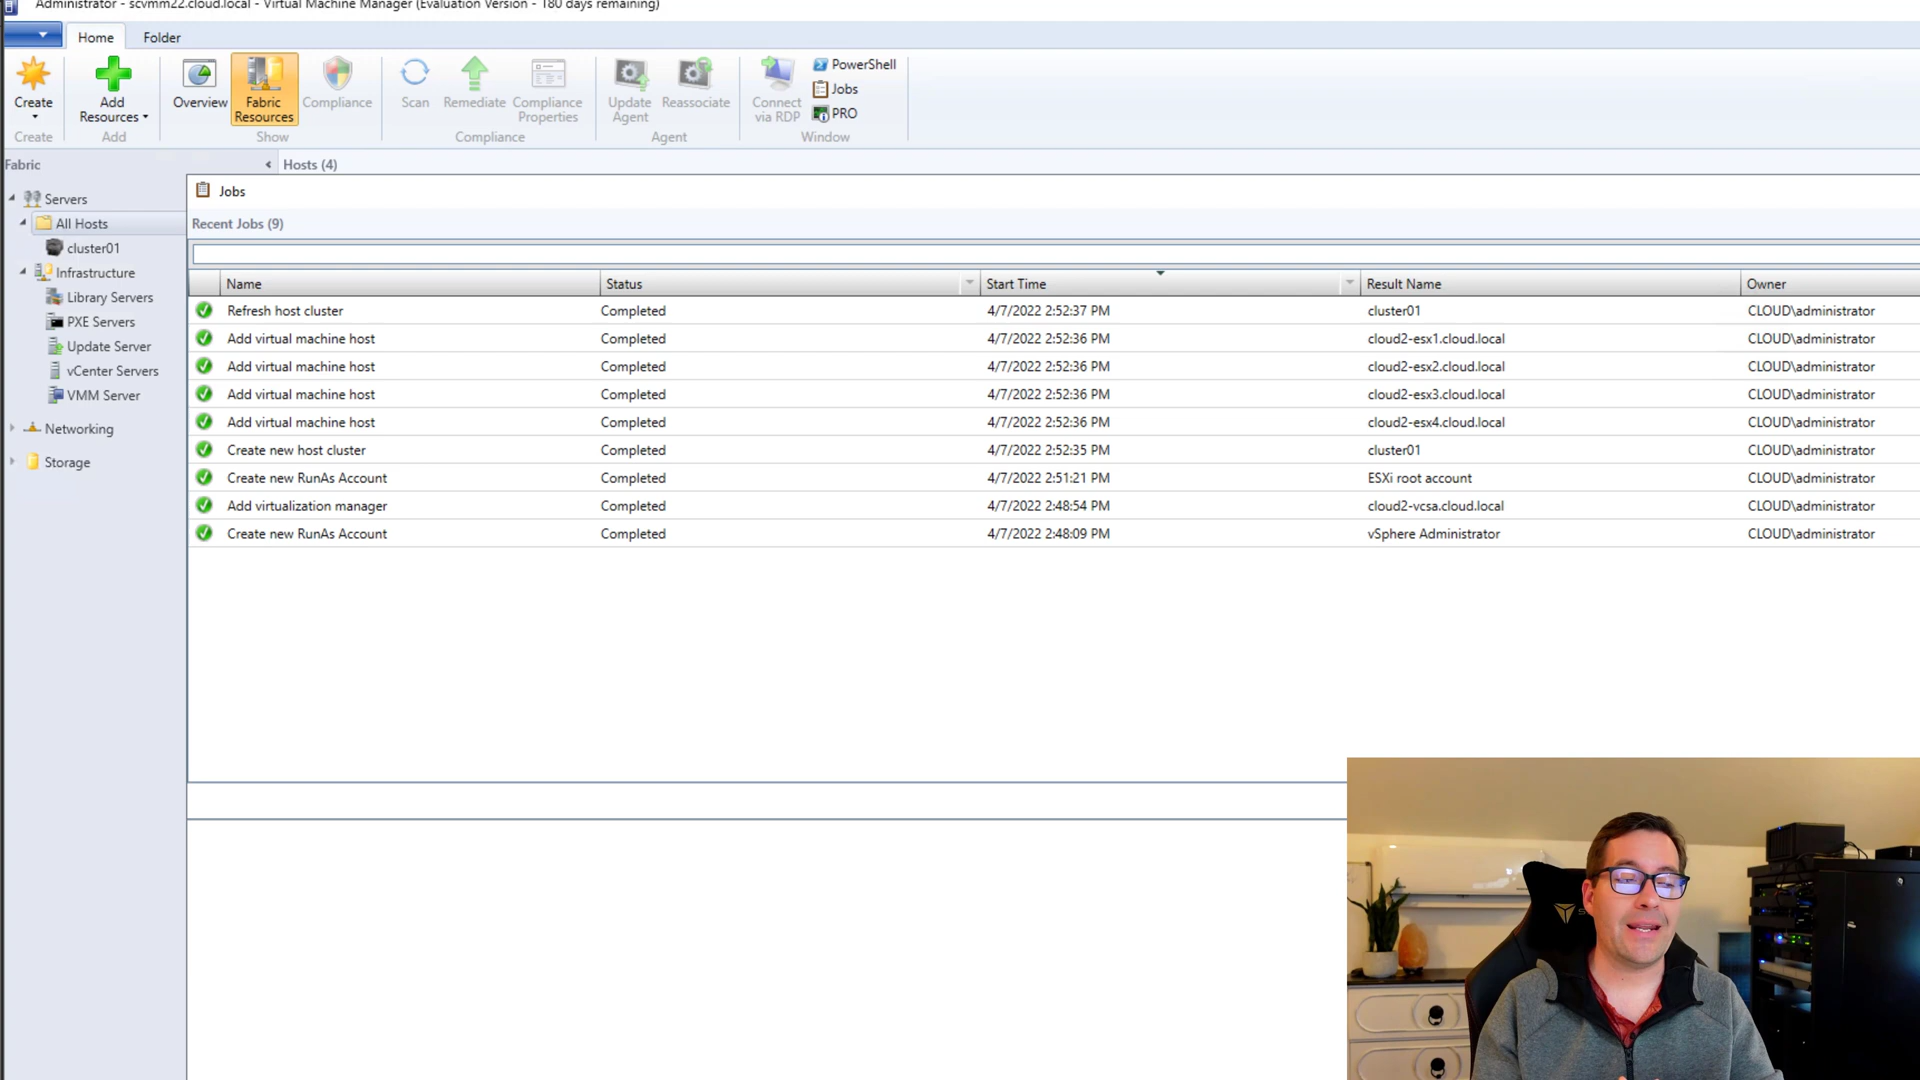 Administrator - scvmm22.cloud.local - Virtual Machine Manager (Evaluation Version - 180 days remaining)
Home Folder
Create
Add Resources
Overview
Fabric Resources
Compliance
Scan
Remediate
Compliance Properties
Update Agent
Reassociate
Connect via RDP
PowerShell
Jobs
PRO
Create Add Show Compliance Agent Window
Fabric
Hosts (4)
Servers
All Hosts
cluster01
Infrastructure
Library Servers
PXE Servers
Update Server
vCenter Servers
VMM Server
Networking
Storage
Jobs
Recent Jobs (9)
Name Status Start Time Result Name Owner
Refresh host cluster Completed 4/7/2022 2:52:37 PM cluster01 CLOUD\administrator
Add virtual machine host Completed 4/7/2022 2:52:36 PM cloud2-esx1.cloud.local CLOUD\administrator
Add virtual machine host Completed 4/7/2022 2:52:36 PM cloud2-esx2.cloud.local CLOUD\administrator
Add virtual machine host Completed 4/7/2022 2:52:36 PM cloud2-esx3.cloud.local CLOUD\administrator
Add virtual machine host Completed 4/7/2022 2:52:36 PM cloud2-esx4.cloud.local CLOUD\administrator
Create new host cluster Completed 4/7/2022 2:52:35 PM cluster01 CLOUD\administrator
Create new RunAs Account Completed 4/7/2022 2:51:21 PM ESXi root account CLOUD\administrator
Add virtualization manager Completed 4/7/2022 2:48:54 PM cloud2-vcsa.cloud.local CLOUD\administrator
Create new RunAs Account Completed 4/7/2022 2:48:09 PM vSphere Administrator CLOUD\administrator